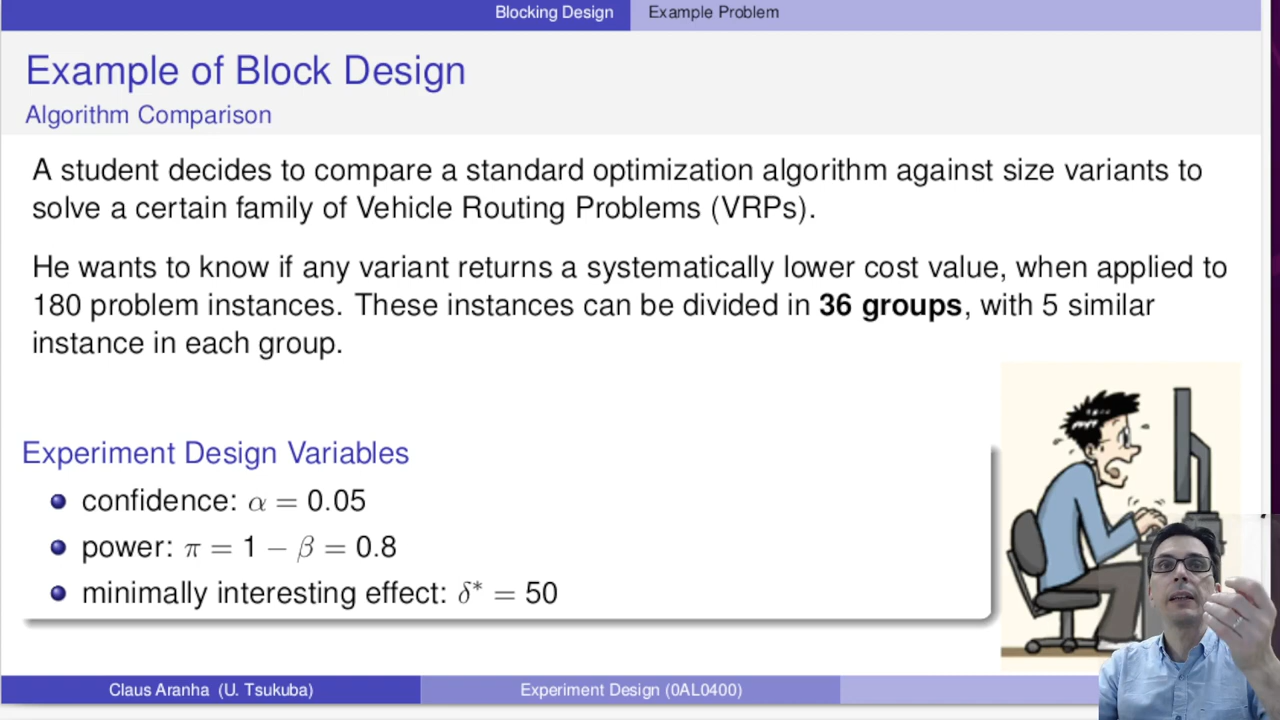 Blocking Design Example Problem
Example of Block Design
Algorithm Comparison
A student decides to compare a standard optimization algorithm against size variants to
solve a certain family of Vehicle Routing Problems (VRPs).
He wants to know if any variant returns a systematically lower cost value, when applied to
180 problem instances. These instances can be divided in 36 groups, with 5 similar
instance in each group.
Experiment Design Variables
confidence: α = 0.05
power: π = 1 − β = 0.8
minimally interesting effect: δ* = 50
Claus Aranha (U. Tsukuba) Experiment Design (0AL0400)